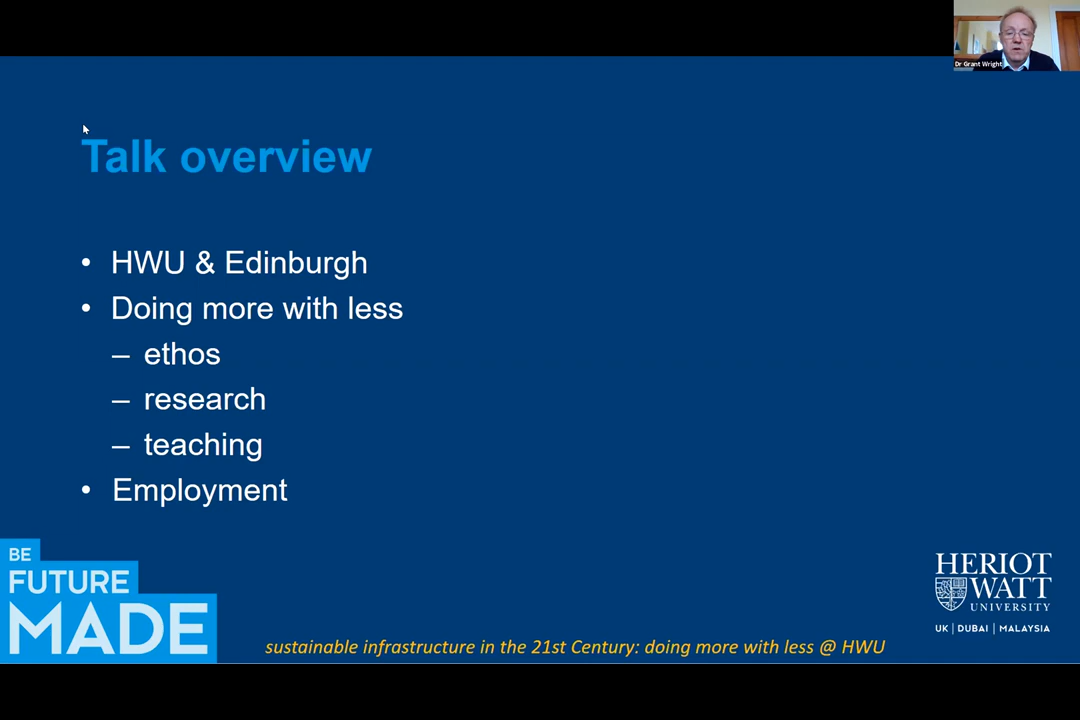 Dr Grant Wright
Talk overview
• HWU & Edinburgh
• Doing more with less
– ethos
– research
– teaching
• Employment
BE
FUTURE
MADE
HERIOT
WATT
UNIVERSITY
UK | DUBAI | MALAYSIA
sustainable infrastructure in the 21st Century: doing more with less @ HWU